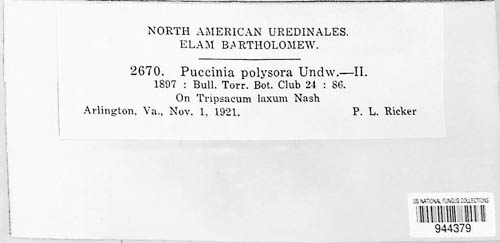 NORTH AMERICAN UREDINALES.
ELAM BARTHOLOMEW.
2670. Puccinia polysora Undw.—II.
1897 : Bull. Torr. Bot. Club 24 : 86.
On Tripsacum laxum Nash
Arlington, Va., Nov. 1, 1921. P. L. Ricker
US NATIONAL FUNGUS COLLECTIONS
944379